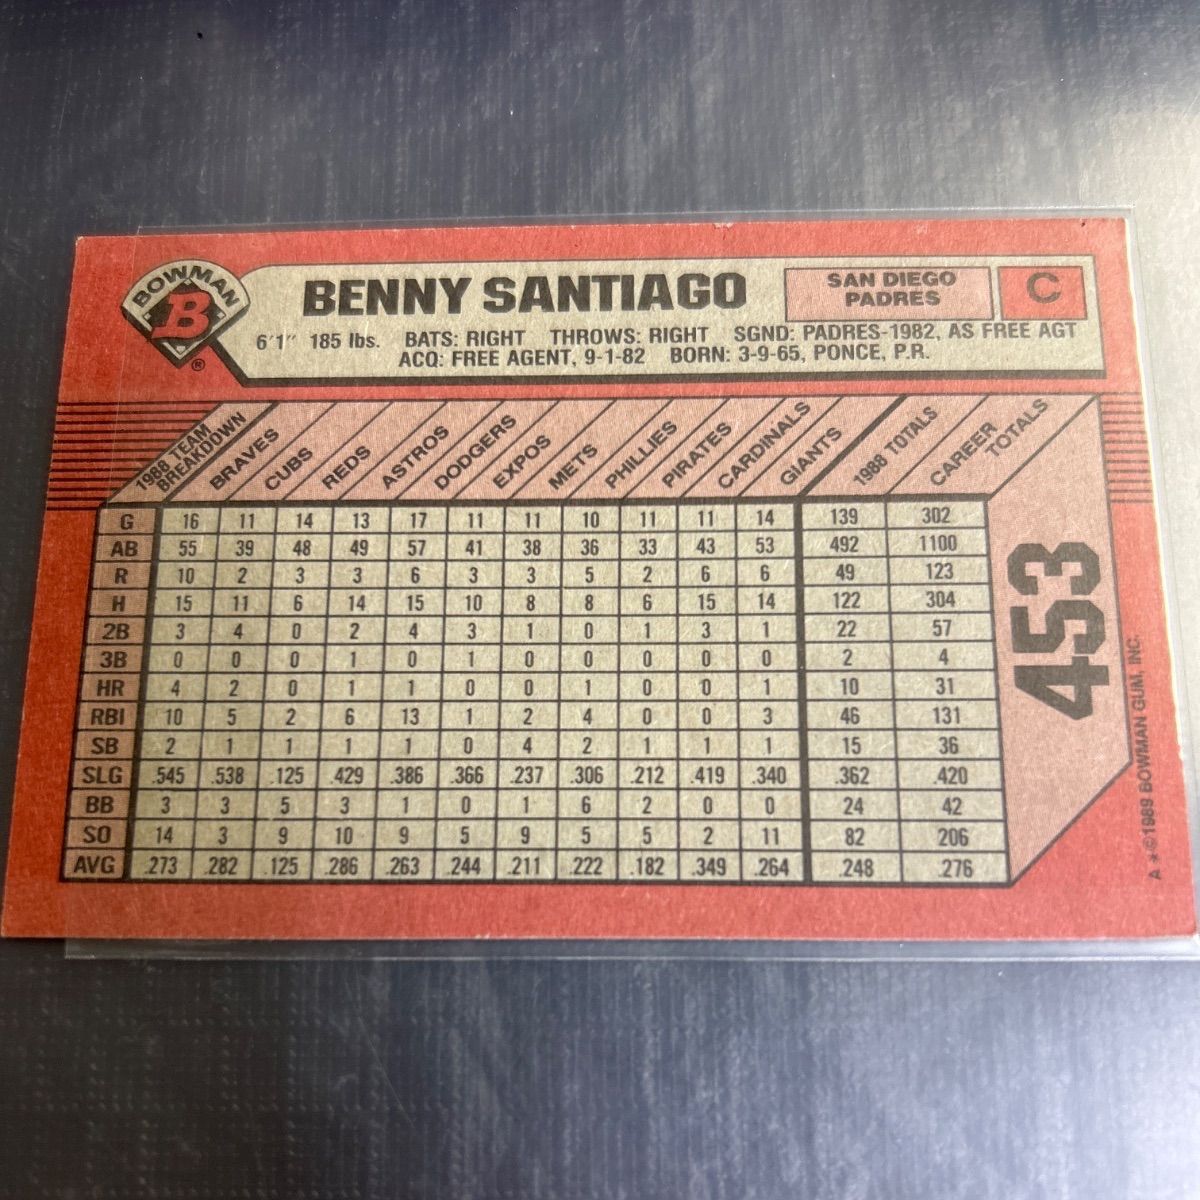 BOWMAN
B
®
BENNY SANTIAGO
SAN DIEGO
PADRES
C
6'1" 185 lbs. BATS: RIGHT THROWS: RIGHT SGND: PADRES-1982, AS FREE AGT
ACQ: FREE AGENT, 9-1-82 BORN: 3-9-65, PONCE, P.R.
1988 TEAM
BREAKDOWN
BRAVES
CUBS
REDS
ASTROS
DODGERS
EXPOS
METS
PHILLIES
PIRATES
CARDINALS
GIANTS
1988 TOTALS
CAREER
TOTALS
G 16 11 14 13 17 11 11 10 11 11 14 139 302
AB 55 39 48 49 57 41 38 36 33 43 53 492 1100
R 10 2 3 3 6 3 3 5 2 6 6 49 123
H 15 11 6 14 15 10 8 8 6 15 14 122 304
2B 3 4 0 2 4 3 1 0 1 3 1 22 57
3B 0 0 0 1 0 1 0 0 0 0 0 2 4
HR 4 2 0 1 1 0 0 1 0 0 1 10 31
RBI 10 5 2 6 13 1 2 4 0 0 3 46 131
SB 2 1 1 1 1 0 4 2 1 1 1 15 36
SLG .545 .538 .125 .429 .386 .366 .237 .306 .212 .419 .340 .362 .420
BB 3 3 5 3 1 0 1 6 2 0 0 24 42
SO 14 3 9 10 9 5 9 5 5 2 11 82 206
AVG .273 .282 .125 .286 .263 .244 .211 .222 .182 .349 .264 .248 .276
453
A *©1989 BOWMAN GUM, INC.